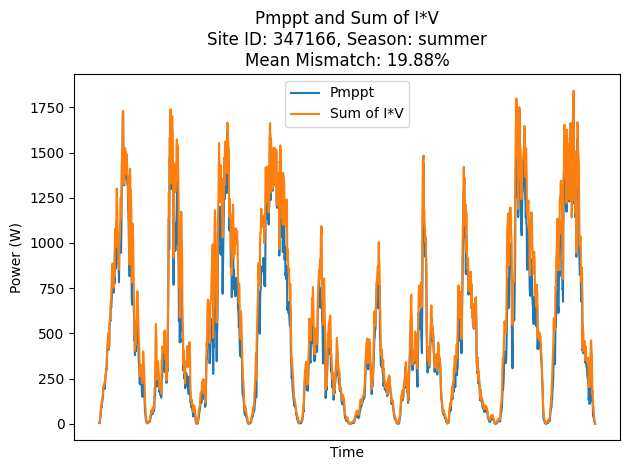 Pmppt and Sum of I*V
Site ID: 347166, Season: summer
Mean Mismatch: 19.88%
Pmppt
Sum of I*V
1750
1500
1250
1000
750
500
250
0
Power (W)
Time